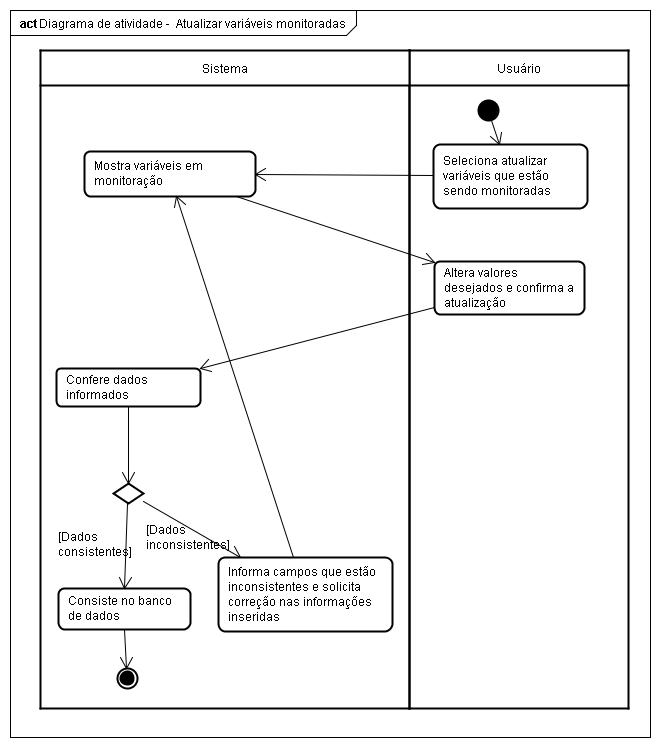 act Diagrama de atividade - Atualizar variáveis monitoradas
Sistema
Usuário
Seleciona atualizar
variáveis que estão
sendo monitoradas
Mostra variáveis em
monitoração
Altera valores
desejados e confirma a
atualização
Confere dados
informados
[Dados
consistentes]
[Dados
inconsistentes]
Informa campos que estão
inconsistentes e solicita
correção nas informações
inseridas
Consiste no banco
de dados